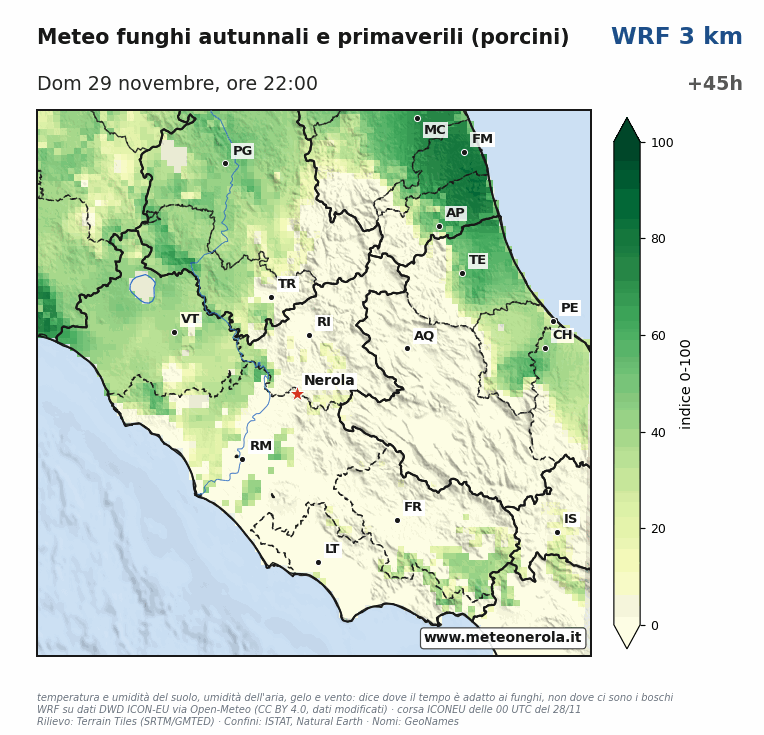 Meteo funghi autunnali e primaverili (porcini)
WRF 3 km
Dom 29 novembre, ore 22:00
+45h
MC
FM
PG
AP
TE
TR
PE
VT
RI
AQ
CH
Nerola
RM
FR
IS
LT
www.meteonerola.it
100
80
60
40
20
0
indice 0-100
temperatura e umidità del suolo, umidità dell'aria, gelo e vento: dice dove il tempo è adatto ai funghi, non dove ci sono i boschi
WRF su dati DWD ICON-EU via Open-Meteo (CC BY 4.0, dati modificati) · corsa ICONEU delle 00 UTC del 28/11
Rilievo: Terrain Tiles (SRTM/GMTED) · Confini: ISTAT, Natural Earth · Nomi: GeoNames